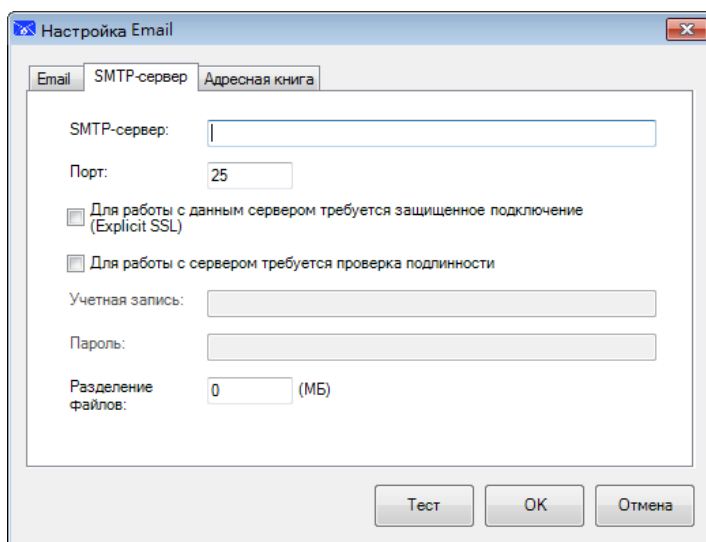 Настройка Email
Email SMTP-сервер Адресная книга
SMTP-сервер:
Порт: 25
Для работы с данным сервером требуется защищенное подключение
(Explicit SSL)
Для работы с сервером требуется проверка подлинности
Учетная запись:
Пароль:
Разделение
файлов: 0 (МБ)
Тест OK Отмена